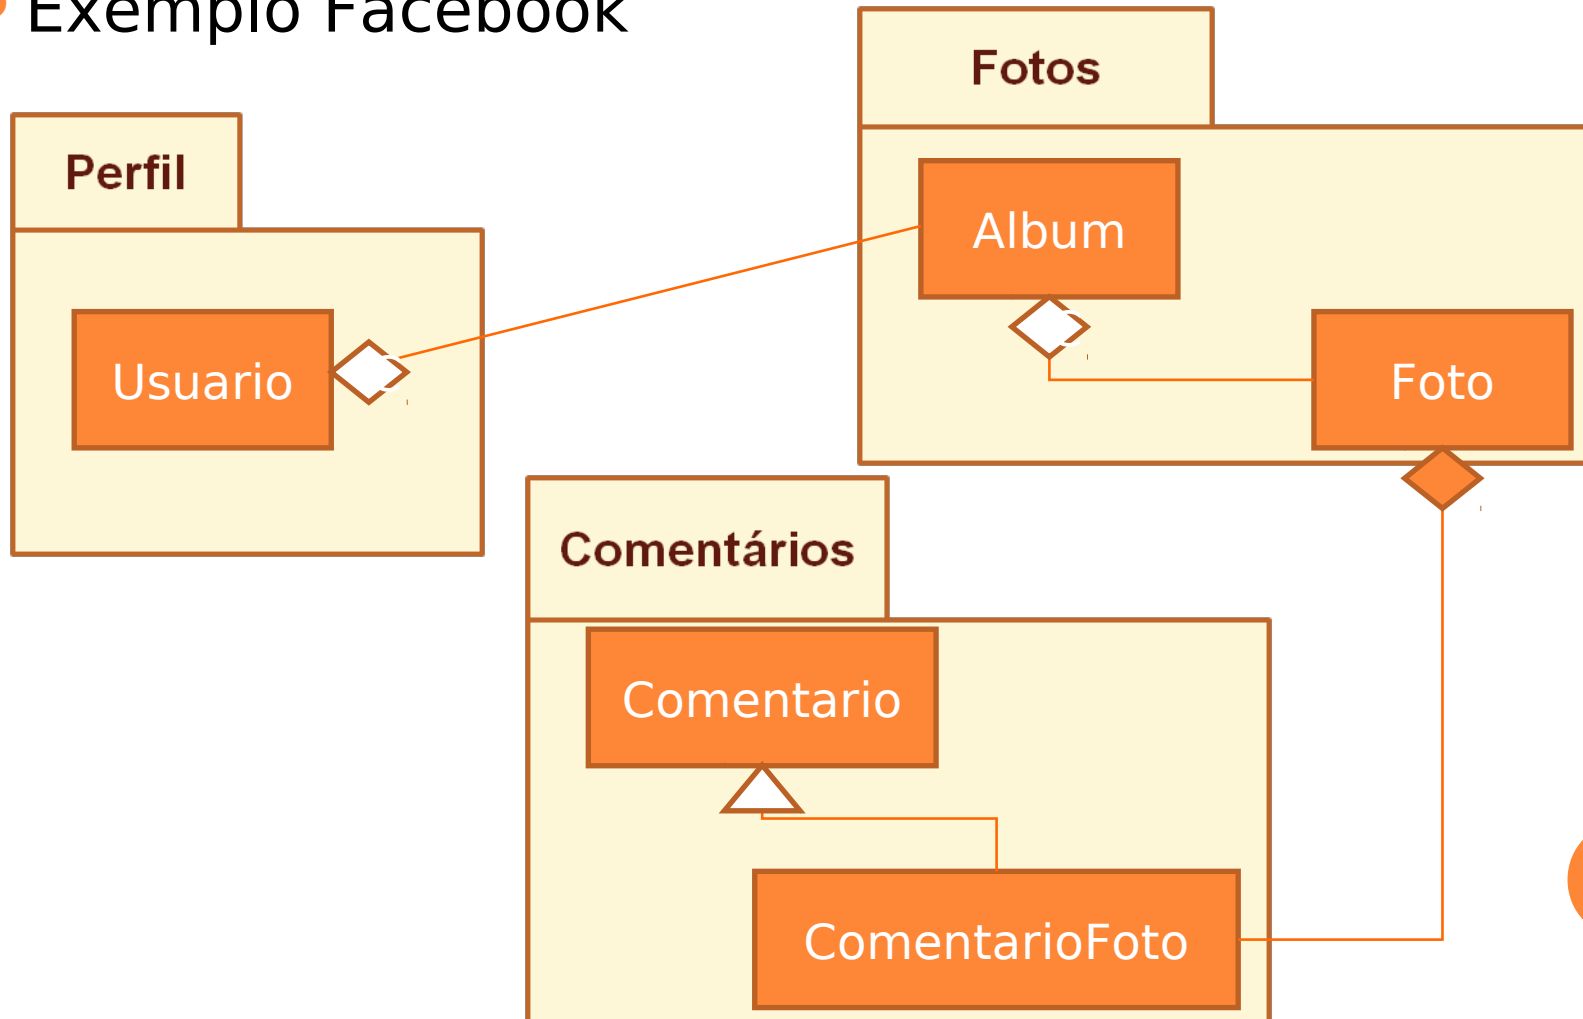 Exemplo Facebook
Fotos
Perfil
Album
Usuario
Foto
Comentários
Comentario
ComentarioFoto